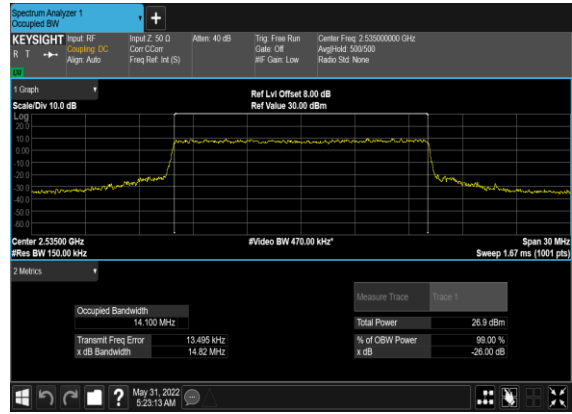 Spectrum Analyzer 1
Occupied BW
+
KEYSIGHT Input: RF Input Z: 50 Ω Atten: 40 dB Trig: Free Run Center Freq: 2.535000000 GHz
R T Coupling: DC Corr CCorr Gate: Off Avg|Hold: 500/500
Align: Auto Freq Ref: Int (S) #IF Gain: Low Radio Std: None
LW
1 Graph
Ref Lvl Offset 8.00 dB
Scale/Div 10.0 dB Ref Value 30.00 dBm
Log
20.0
10.0
0.00
-10.0
-20.0
-30.0
-40.0
-50.0
-60.0
Center 2.53500 GHz #Video BW 470.00 kHz* Span 30 MHz
#Res BW 150.00 kHz Sweep 1.67 ms (1001 pts)
2 Metrics
Measure Trace Trace 1
Occupied Bandwidth
14.100 MHz Total Power 26.9 dBm
Transmit Freq Error 13.495 kHz % of OBW Power 99.00 %
x dB Bandwidth 14.82 MHz x dB -26.00 dB
? May 31, 2022
5:23:13 AM